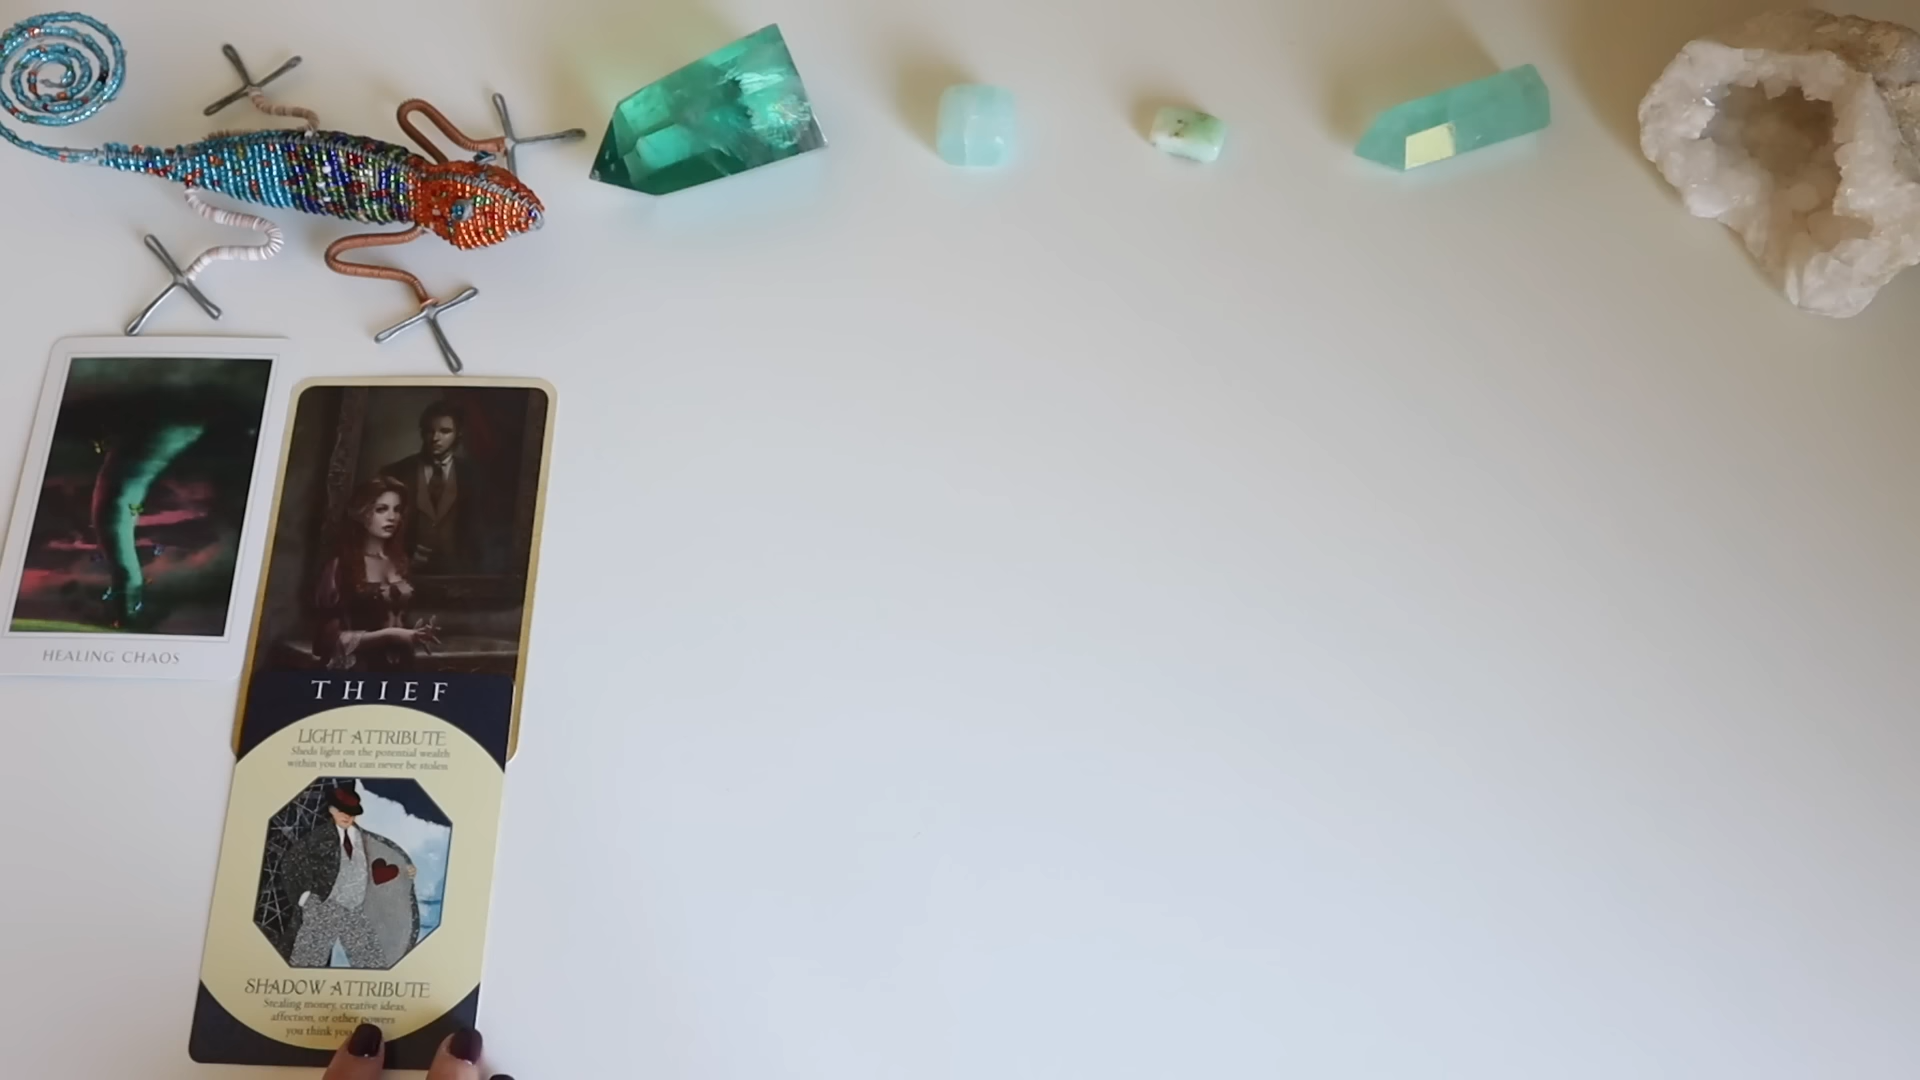 HEALING CHAOS
THIEF
LIGHT ATTRIBUTE
Sheds light on the potential wealth
within you that can never be stolen
SHADOW ATTRIBUTE
Stealing money, creative ideas,
affection, or other powers
you think you